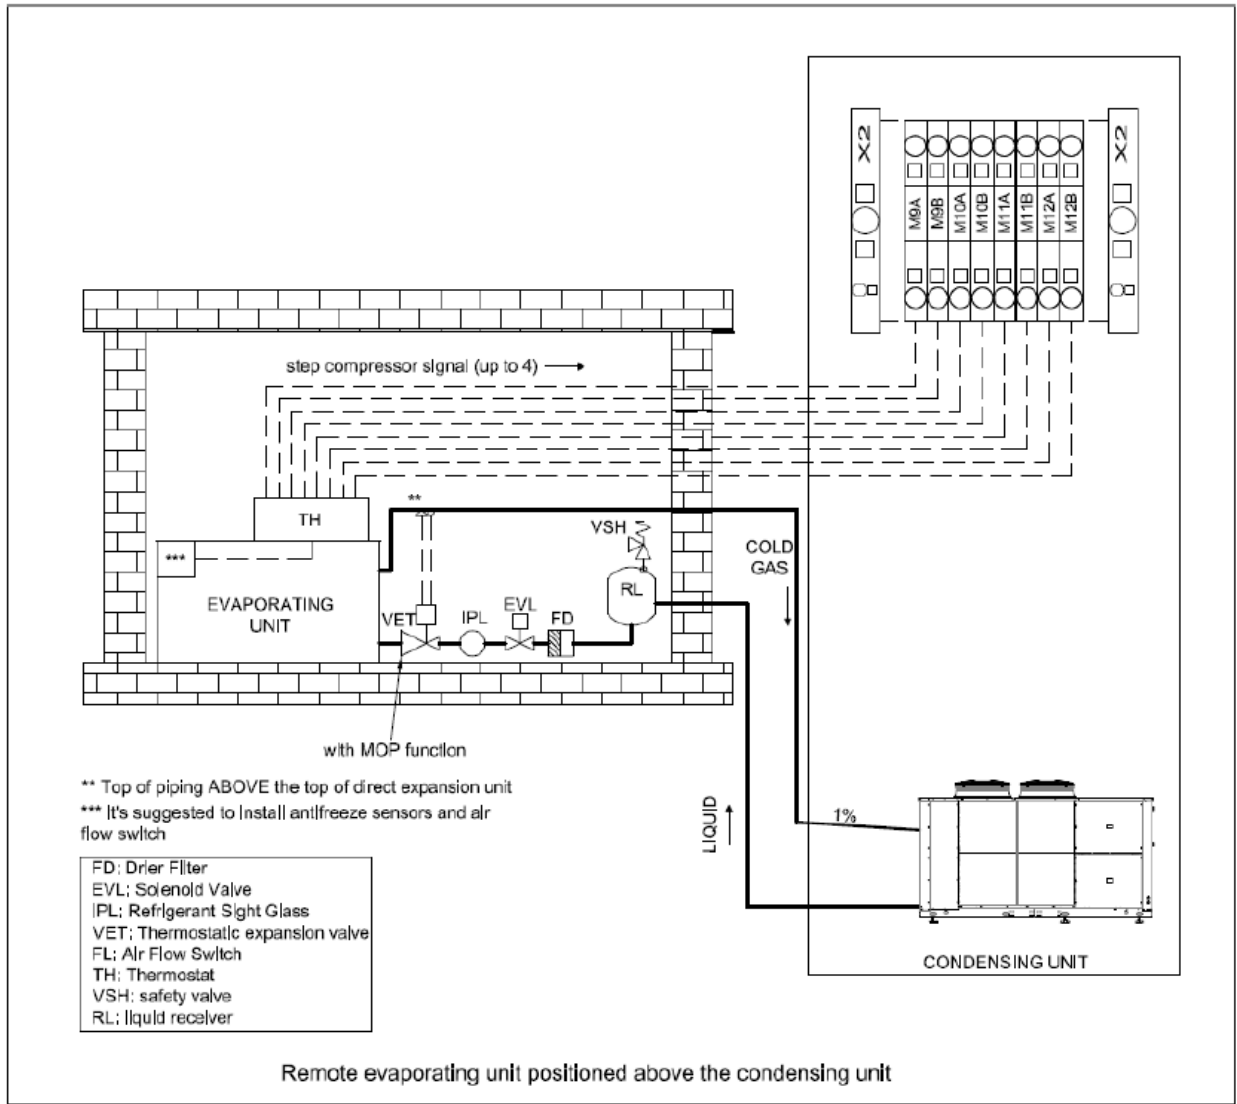 X2
M9A
M9B
M10A
M10B
M11A
M11B
M12A
M12B
X2
step compressor signal (up to 4)
TH
**
***
VSH
COLD
GAS
RL
EVAPORATING
UNIT
VET
IPL
EVL
FD
with MOP function
** Top of piping ABOVE the top of direct expansion unit
*** It's suggested to install antifreeze sensors and air
flow switch
LIQUID
1%
FD: Drier Filter
EVL: Solenoid Valve
IPL: Refrigerant Sight Glass
VET: Thermostatic expansion valve
FL: Air Flow Switch
TH: Thermostat
VSH: safety valve
RL: liquid receiver
CONDENSING UNIT
Remote evaporating unit positioned above the condensing unit